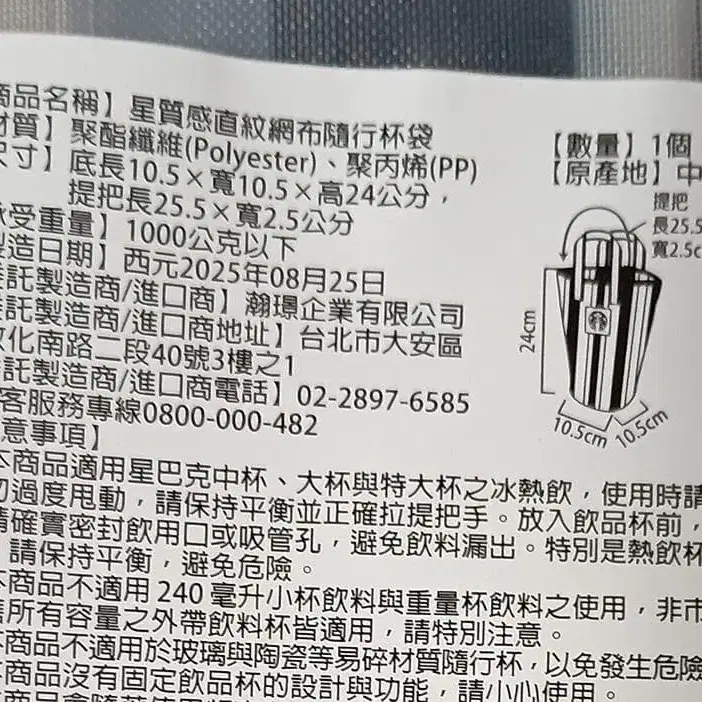 商品名稱】星質感直紋網布隨行杯袋
材質】聚酯纖維(Polyester)、聚丙烯(PP)
尺寸】底長10.5×寬10.5×高24公分，
提把長25.5×寬2.5公分
承受重量】1000公克以下
製造日期】西元2025年08月25日
委託製造商/進口商】瀚璟企業有限公司
委託製造商/進口商地址】台北市大安區
敦化南路二段40號3樓之1
委託製造商/進口商電話】02-2897-6585
客服務專線0800-000-482
意事項】
本商品適用星巴克中杯、大杯與特大杯之冰熱飲，使用時請
勿過度甩動，請保持平衡並正確拉提把手。放入飲品杯前，
請確實密封飲用口或吸管孔，避免飲料漏出。特別是熱飲杯
請保持平衡，避免危險。
本商品不適用240毫升小杯飲料與重量杯飲料之使用，非市
售所有容量之外帶飲料杯皆適用，請特別注意。
本商品不適用於玻璃與陶瓷等易碎材質隨行杯，以免發生危險
本商品沒有固定飲品杯的設計與功能，請小心使用。
【數量】1個
【原產地】中
提把
長25.5
寬2.5c
24cm
10.5cm
10.5cm